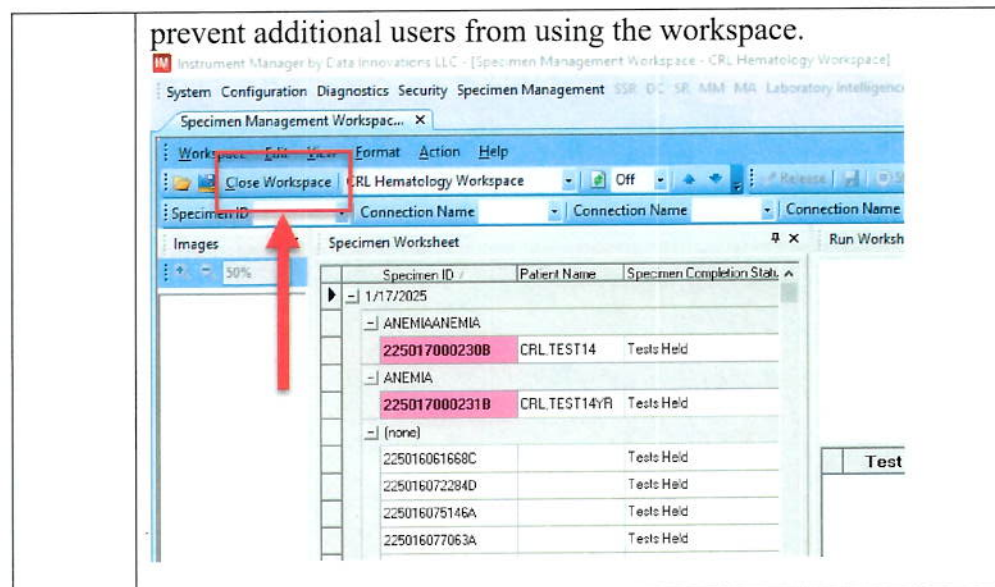 prevent additional users from using the workspace.
IM Instrument Manager by Data Innovations LLC - [Specimen Management Workspace - CRL Hematology Workspace]
System Configuration Diagnostics Security Specimen Management SSR DC SR MM MA Laboratory Intelligence
Specimen Management Workspac... X
Workspace Edit View Format Action Help
Close Workspace CRL Hematology Workspace Off Release
Specimen ID Connection Name Connection Name Connection Name
Images Specimen Worksheet Run Worksh
50%
Specimen ID / Patient Name Specimen Completion Statu
1/17/2025
ANEMIAANEMIA
225017000230B CRL,TEST14 Tests Held
ANEMIA
225017000231B CRL,TEST14YR Tests Held
(none)
225016061668C Tests Held
Test
225016072284D Tests Held
225016075146A Tests Held
225016077063A Tests Held